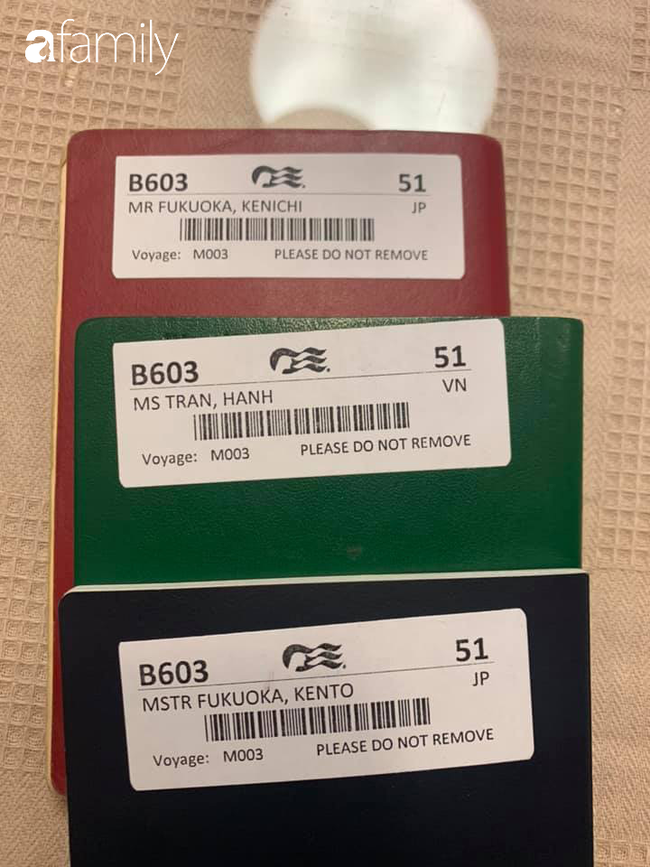 afamily
B603 51
MR FUKUOKA, KENICHI JP
Voyage: M003 PLEASE DO NOT REMOVE
B603 51
MS TRAN, HANH VN
Voyage: M003 PLEASE DO NOT REMOVE
B603 51
MSTR FUKUOKA, KENTO JP
Voyage: M003 PLEASE DO NOT REMOVE